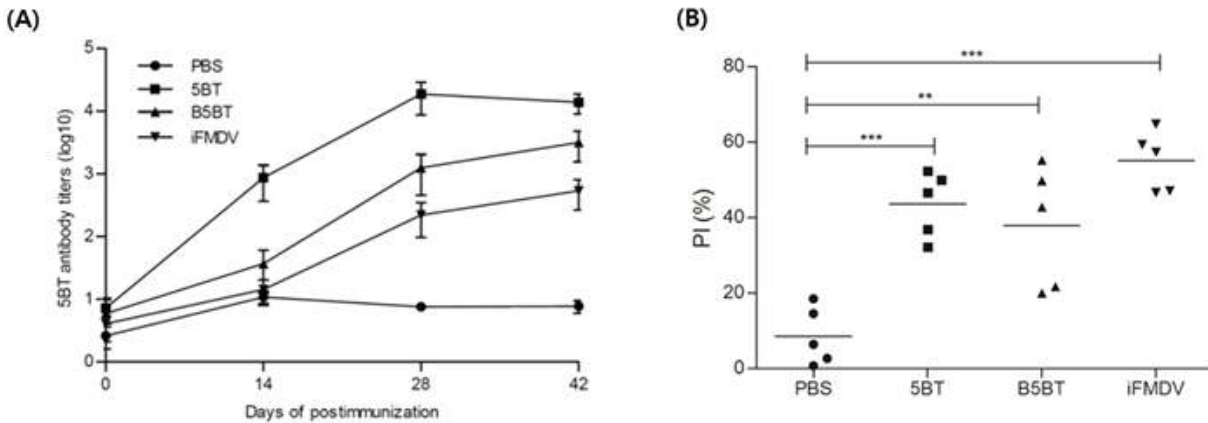 (A)
5BT antibody titers (log10)
5
4
3
2
1
0
PBS
5BT
B5BT
iFMDV
0 14 28 42
Days of postimmunization
(B)
PI (%)
80
60
40
20
0
***
**
***
PBS 5BT B5BT iFMDV